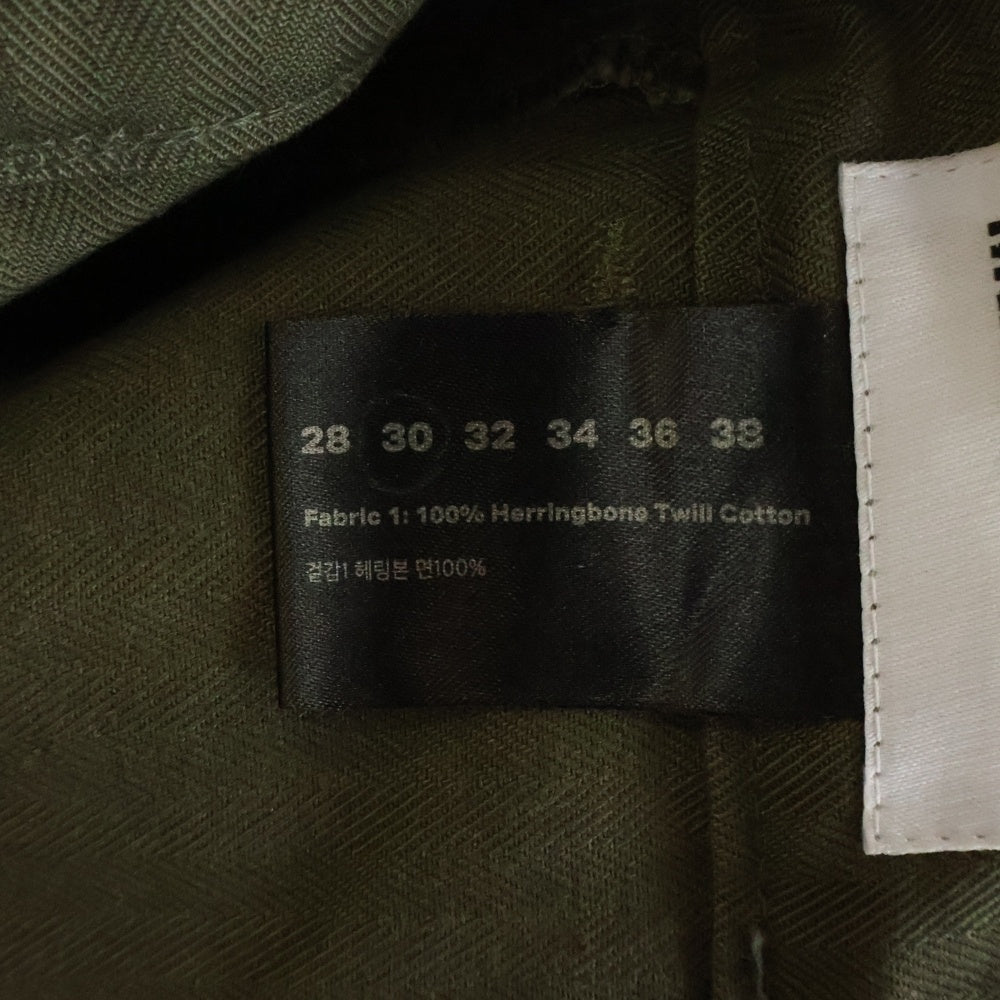 28 30 32 34 36 38
Fabric 1: 100% Herringbone Twill Cotton
겉감1 헤링본 면100%